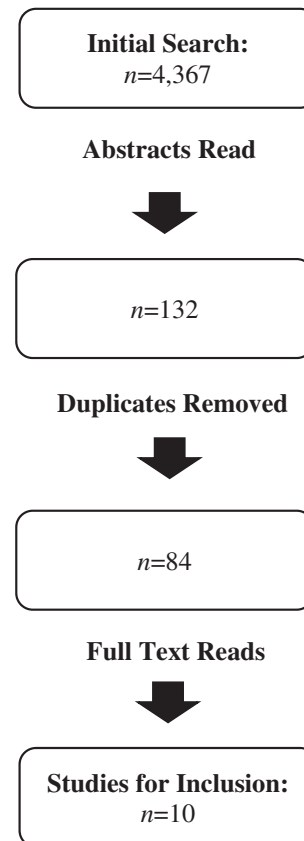 Initial Search:
n=4,367
Abstracts Read
n=132
Duplicates Removed
n=84
Full Text Reads
Studies for Inclusion:
n=10